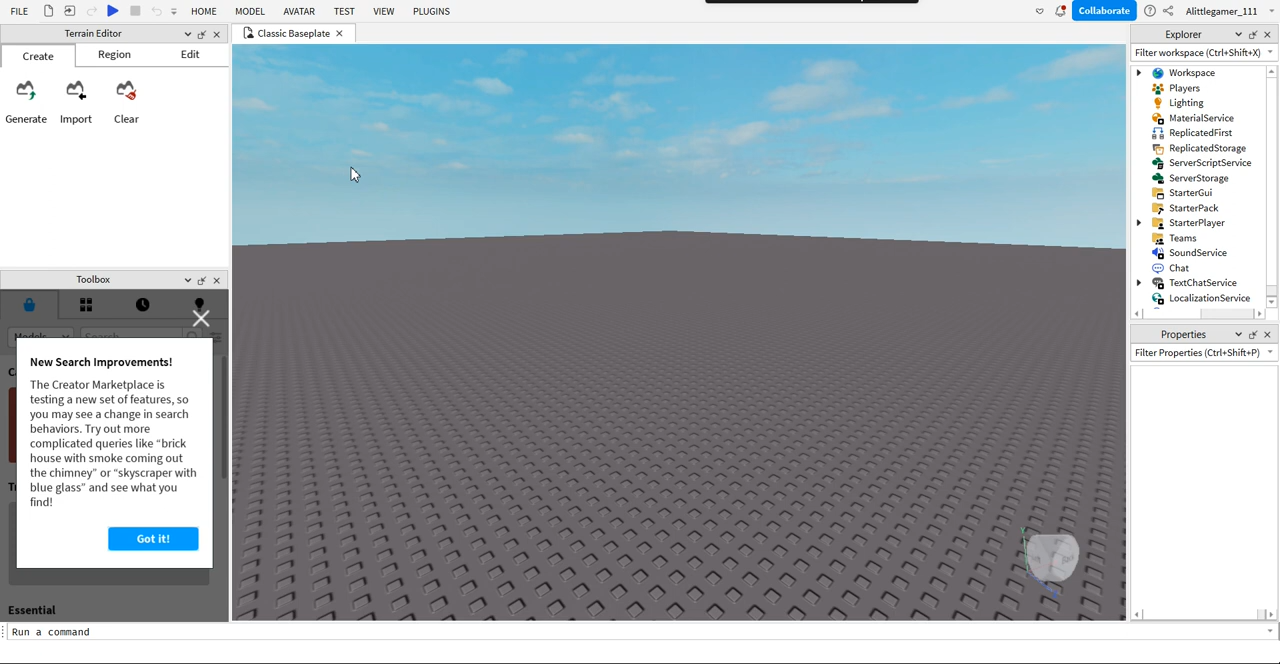 FILE HOME MODEL AVATAR TEST VIEW PLUGINS Collaborate Alittlegamer_111
Terrain Editor
Create Region Edit
Generate Import Clear
Classic Baseplate
Toolbox
Models Search
New Search Improvements!
The Creator Marketplace is
testing a new set of features, so
you may see a change in search
behaviors. Try out more
complicated queries like “brick
house with smoke coming out
the chimney” or “skyscraper with
blue glass” and see what you
find!
Got it!
Essential
Explorer
Filter workspace (Ctrl+Shift+X)
Workspace
Players
Lighting
MaterialService
ReplicatedFirst
ReplicatedStorage
ServerScriptService
ServerStorage
StarterGui
StarterPack
StarterPlayer
Teams
SoundService
Chat
TextChatService
LocalizationService
Properties
Filter Properties (Ctrl+Shift+P)
Run a command